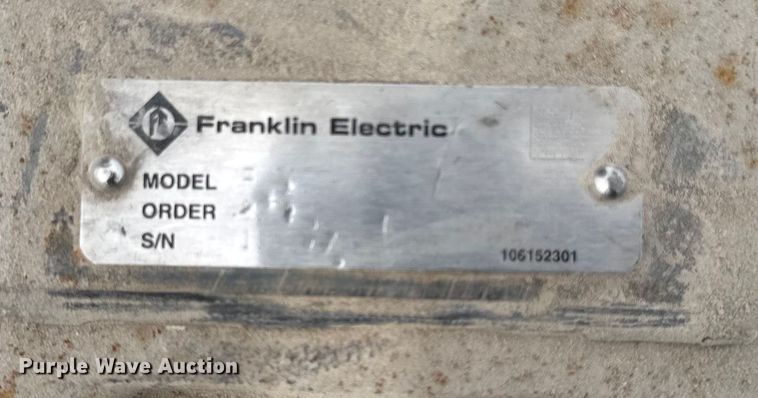 Franklin Electric
MODEL
ORDER
S/N
106152301
Purple Wave Auction